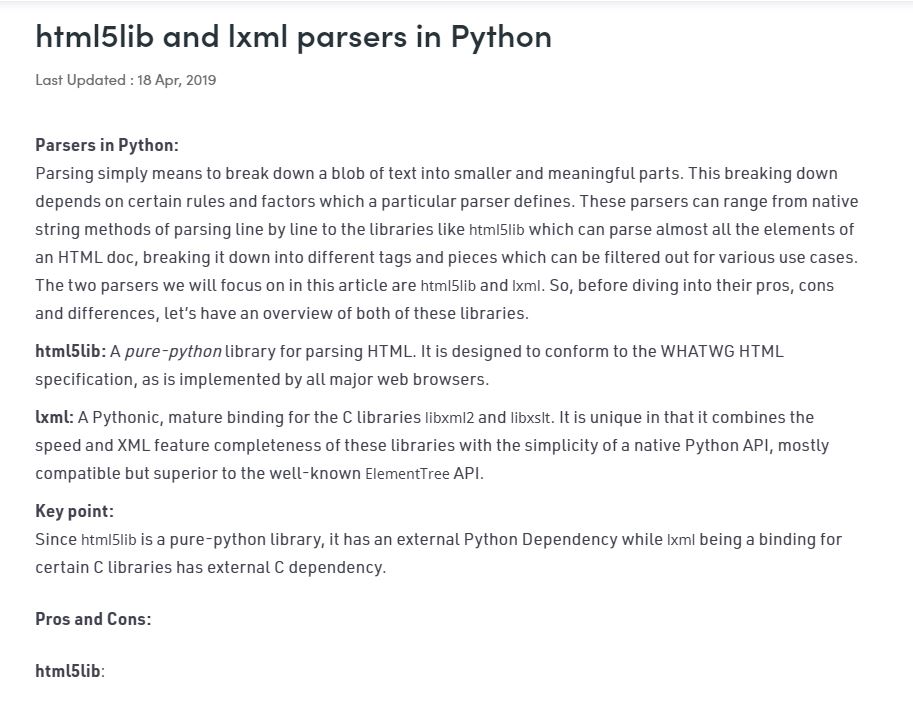 html5lib and lxml parsers in Python
Last Updated : 18 Apr, 2019
Parsers in Python:
Parsing simply means to break down a blob of text into smaller and meaningful parts. This breaking down
depends on certain rules and factors which a particular parser defines. These parsers can range from native
string methods of parsing line by line to the libraries like html5lib which can parse almost all the elements of
an HTML doc, breaking it down into different tags and pieces which can be filtered out for various use cases.
The two parsers we will focus on in this article are html5lib and lxml. So, before diving into their pros, cons
and differences, let’s have an overview of both of these libraries.
html5lib: A pure-python library for parsing HTML. It is designed to conform to the WHATWG HTML
specification, as is implemented by all major web browsers.
lxml: A Pythonic, mature binding for the C libraries libxml2 and libxslt. It is unique in that it combines the
speed and XML feature completeness of these libraries with the simplicity of a native Python API, mostly
compatible but superior to the well-known ElementTree API.
Key point:
Since html5lib is a pure-python library, it has an external Python Dependency while lxml being a binding for
certain C libraries has external C dependency.
Pros and Cons:
html5lib: